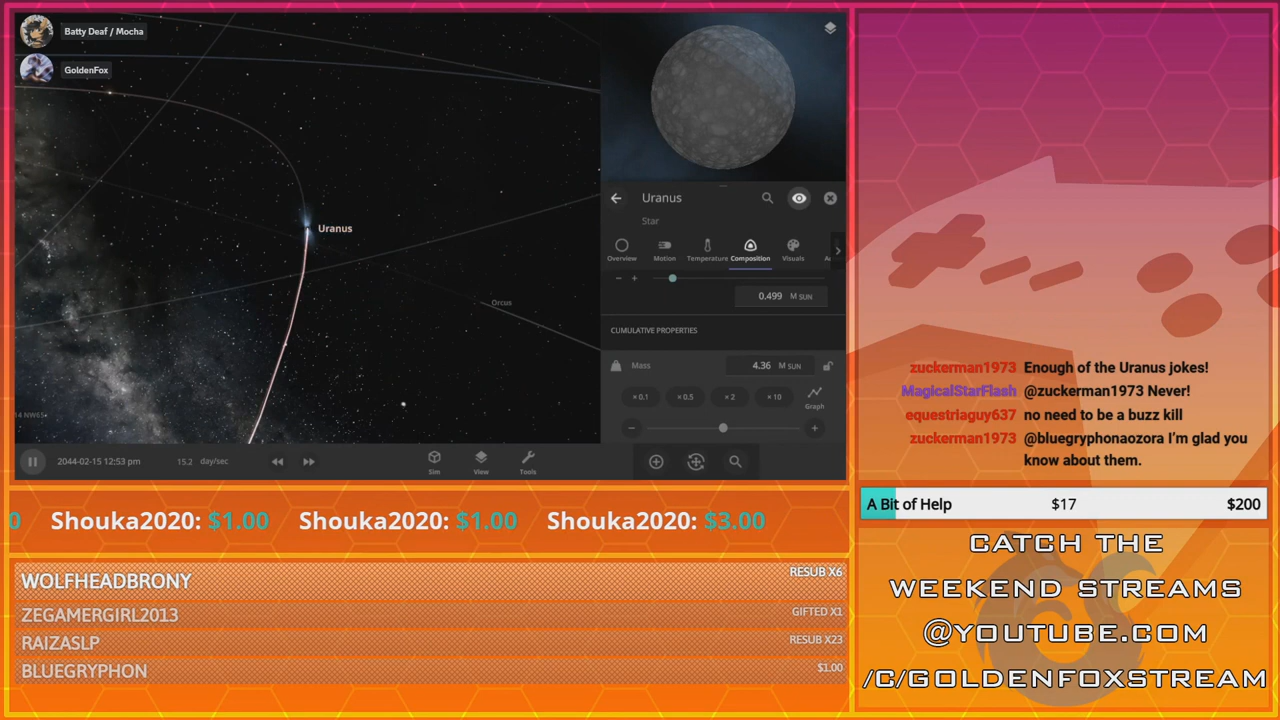 Batty Deaf / Mocha
GoldenFox
Uranus
Orcus
Uranus
Star
Overview
Motion
Temperature
Composition
Visuals
0.499 M SUN
CUMULATIVE PROPERTIES
Mass
4.36 M SUN
× 0.1
× 0.5
× 2
× 10
Graph
2044-02-15 12:53 pm
15.2 day/sec
Sim
View
Tools
zuckerman1973 Enough of the Uranus jokes!
MagicalStarFlash @zuckerman1973 Never!
equestriaguy637 no need to be a buzz kill
zuckerman1973 @bluegryphonaozora I'm glad you
know about them.
A Bit of Help $17 $200
0 Shouka2020: $1.00 Shouka2020: $1.00 Shouka2020: $3.00
WOLFHEADBRONY RESUB X6
ZEGAMERGIRL2013 GIFTED X1
RAIZASLP RESUB X23
BLUEGRYPHON $1.00
CATCH THE
WEEKEND STREAMS
@YOUTUBE.COM
/C/GOLDENFOXSTREAM